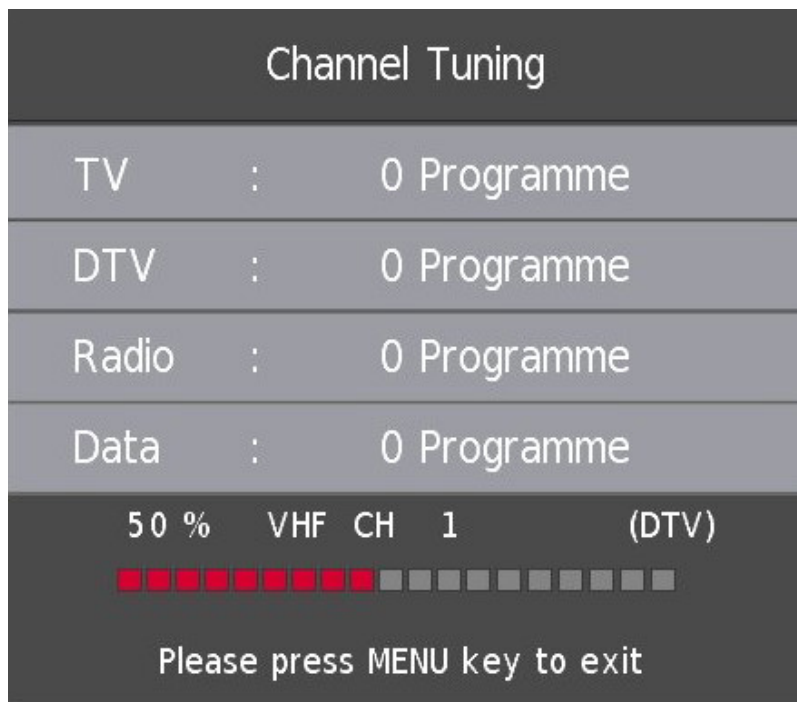 Channel Tuning
TV : 0 Programme
DTV : 0 Programme
Radio : 0 Programme
Data : 0 Programme
50 % VHF CH 1 (DTV)
Please press MENU key to exit